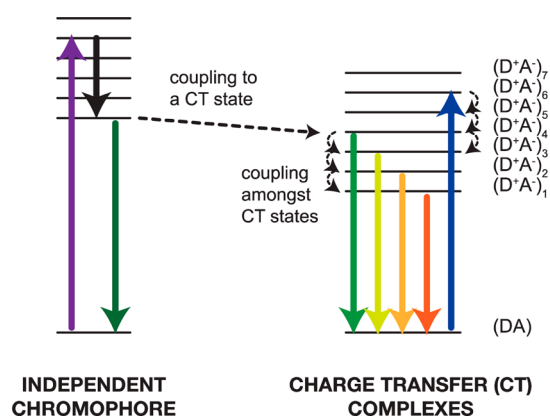 coupling to
a CT state
coupling
amongst
CT states
(D⁺A⁻)₇
(D⁺A⁻)₆
(D⁺A⁻)₅
(D⁺A⁻)₄
(D⁺A⁻)₃
(D⁺A⁻)₂
(D⁺A⁻)₁
(DA)
INDEPENDENT
CHROMOPHORE
CHARGE TRANSFER (CT)
COMPLEXES